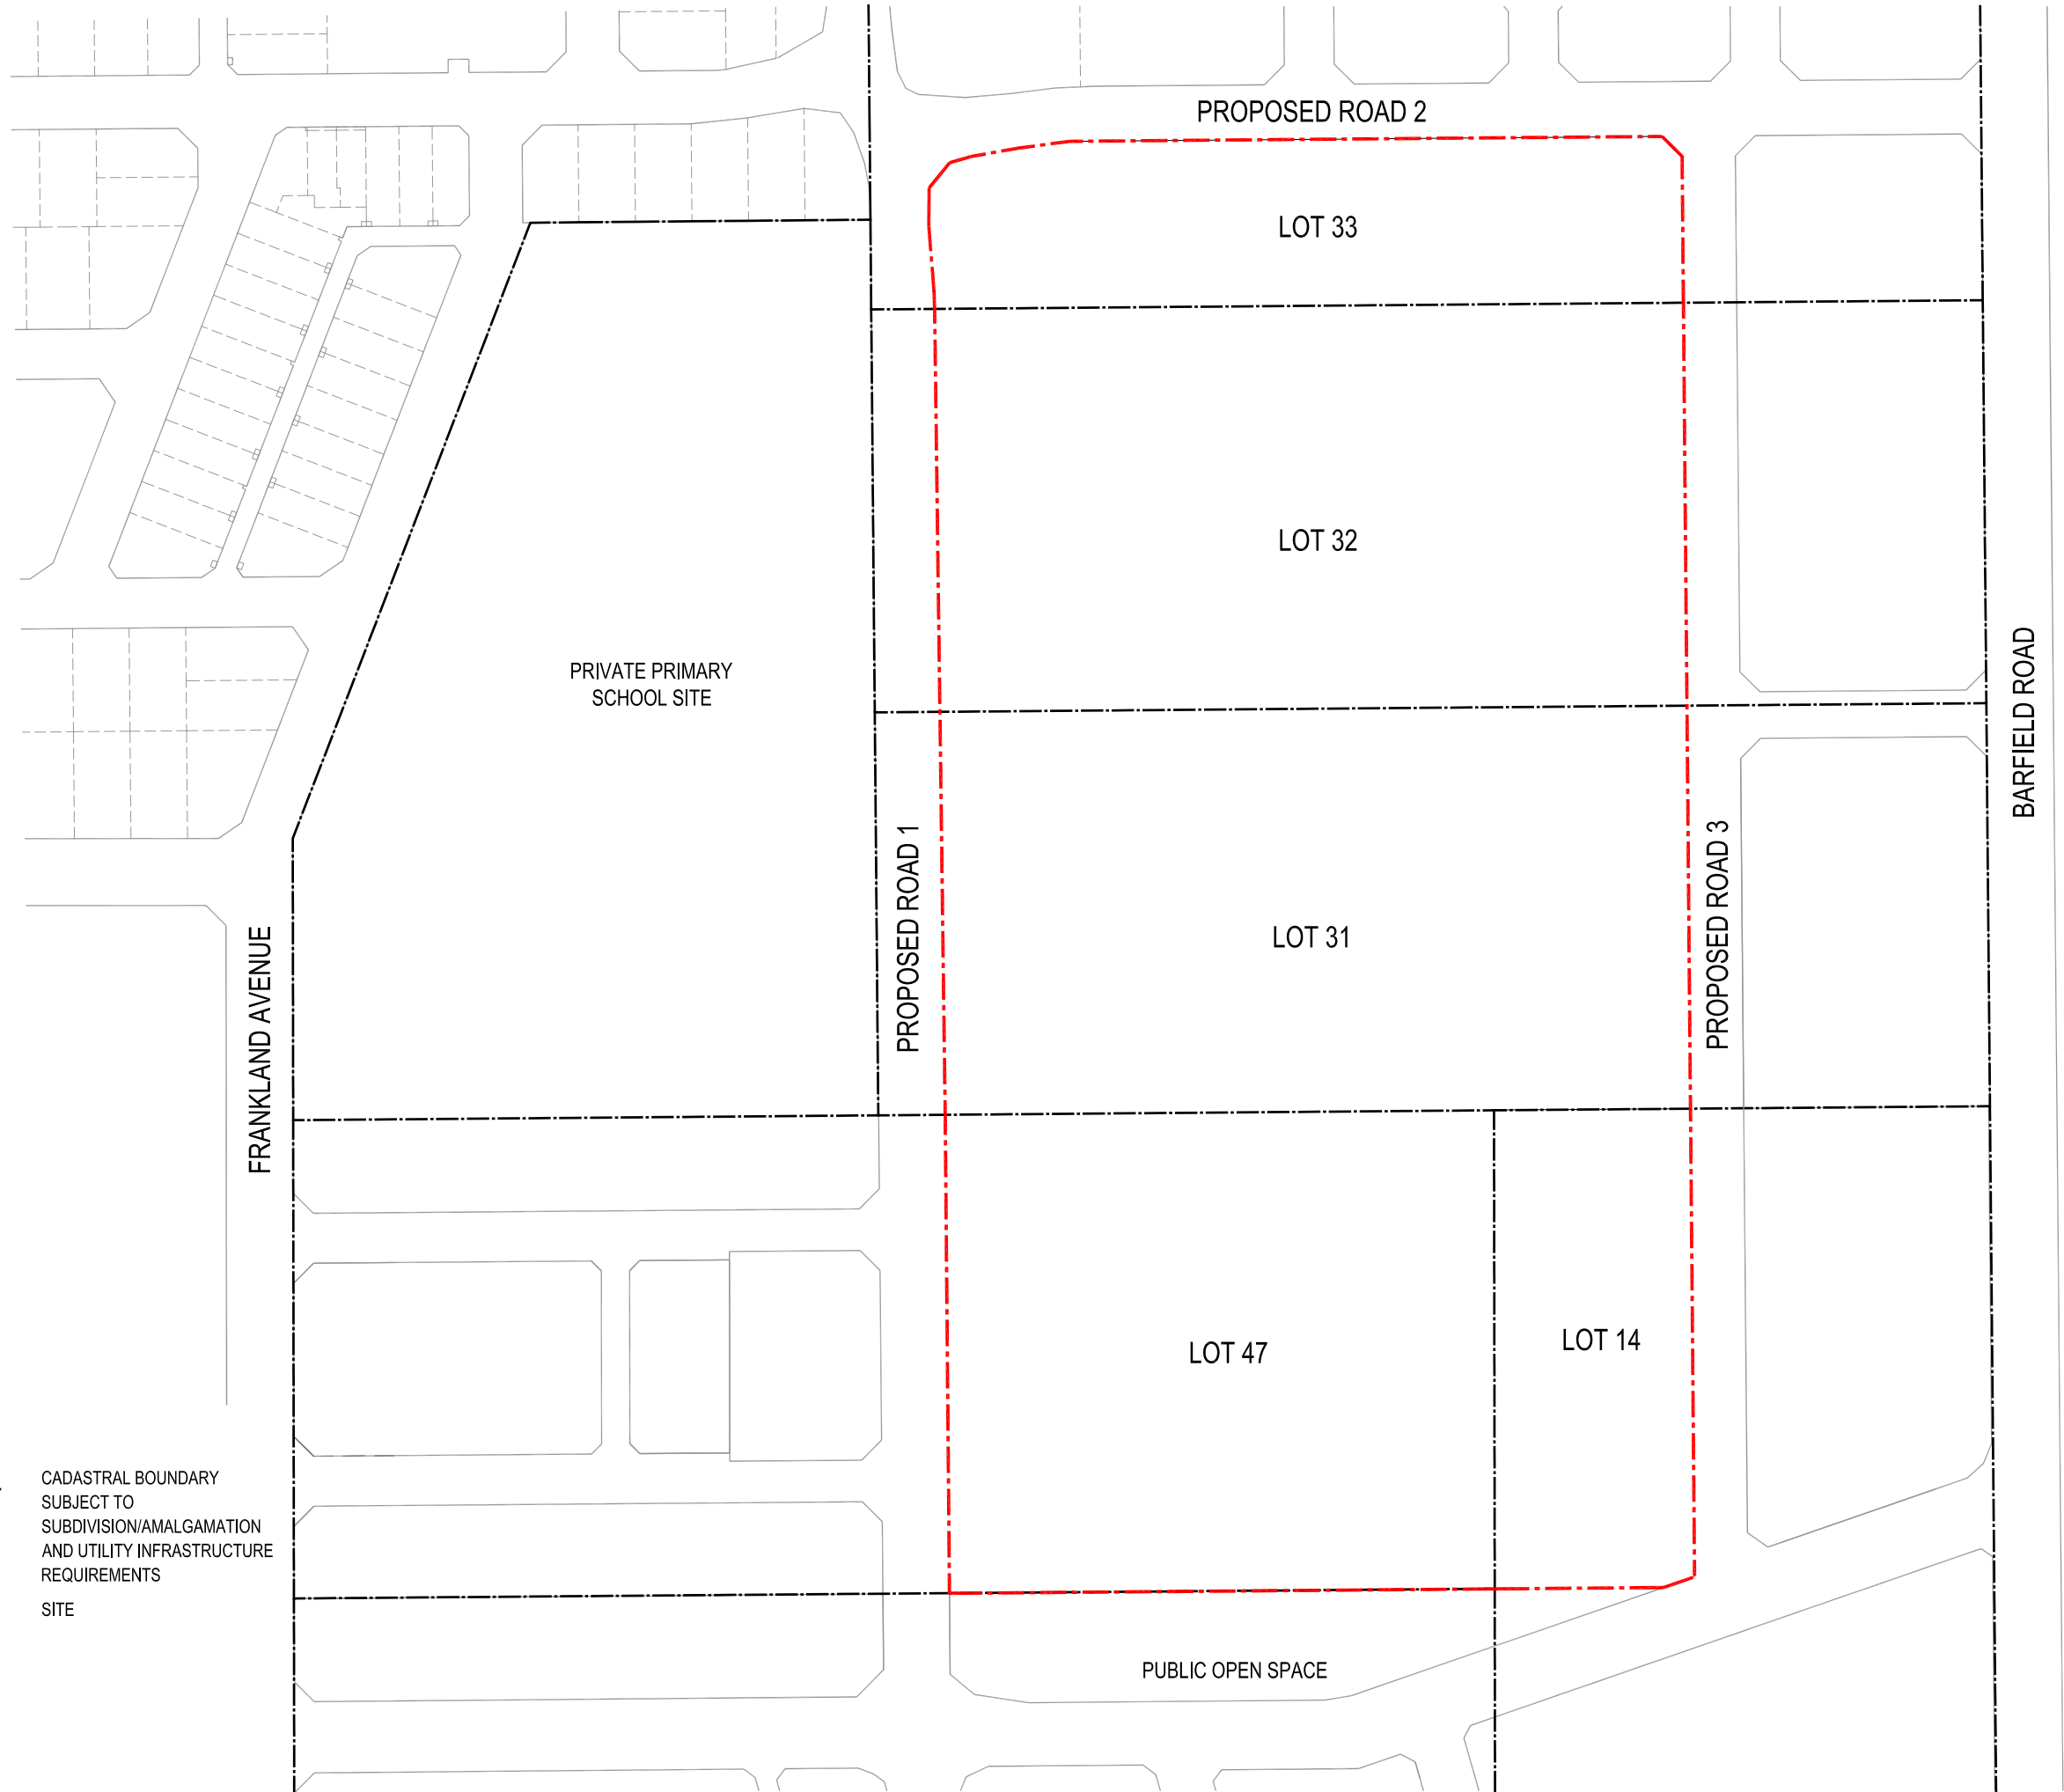 PROPOSED ROAD 2
LOT 33
LOT 32
PRIVATE PRIMARY
SCHOOL SITE
BARFIELD ROAD
PROPOSED ROAD 1
PROPOSED ROAD 3
LOT 31
FRANKLAND AVENUE
LOT 47
LOT 14
CADASTRAL BOUNDARY
SUBJECT TO
SUBDIVISION/AMALGAMATION
AND UTILITY INFRASTRUCTURE
REQUIREMENTS
SITE
PUBLIC OPEN SPACE